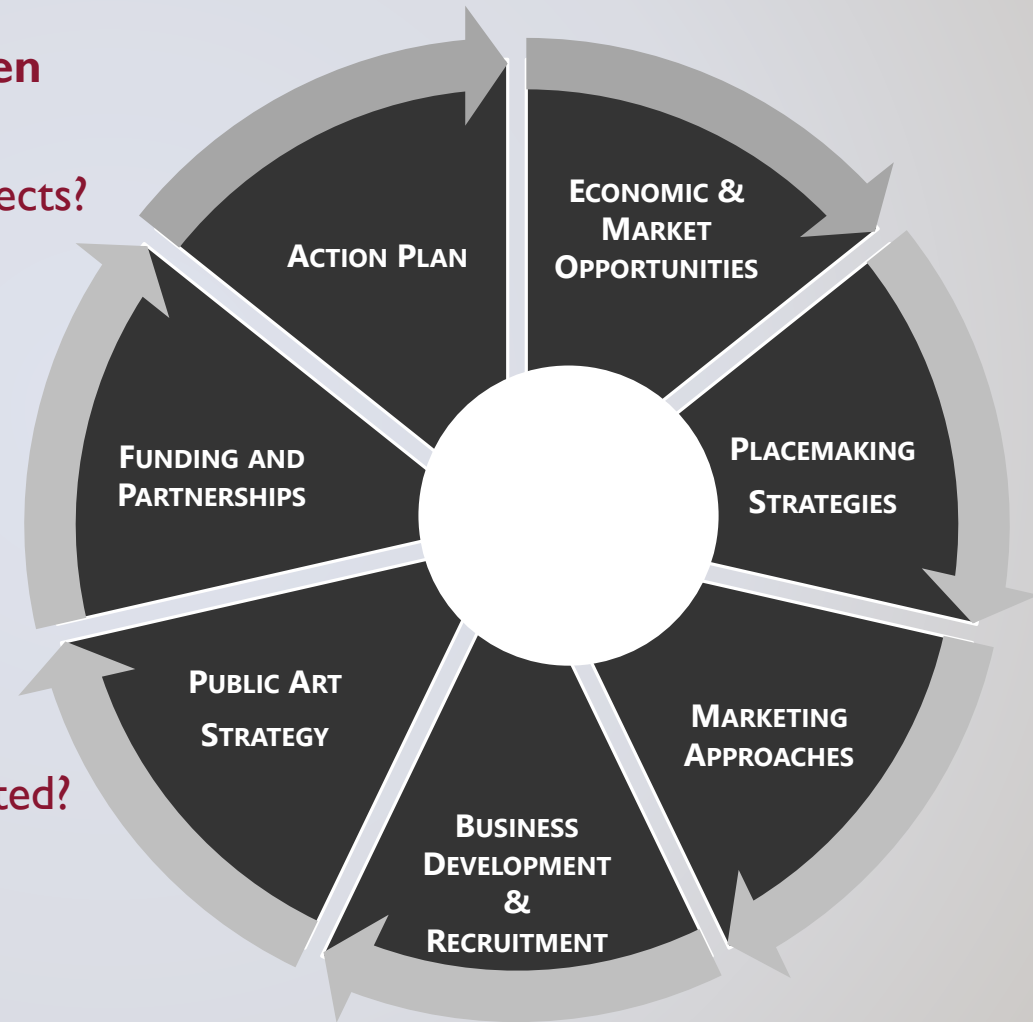 en
ects?
ted?
ECONOMIC &
MARKET
OPPORTUNITIES
PLACEMAKING
STRATEGIES
MARKETING
APPROACHES
BUSINESS
DEVELOPMENT
&
RECRUITMENT
PUBLIC ART
STRATEGY
FUNDING AND
PARTNERSHIPS
ACTION PLAN